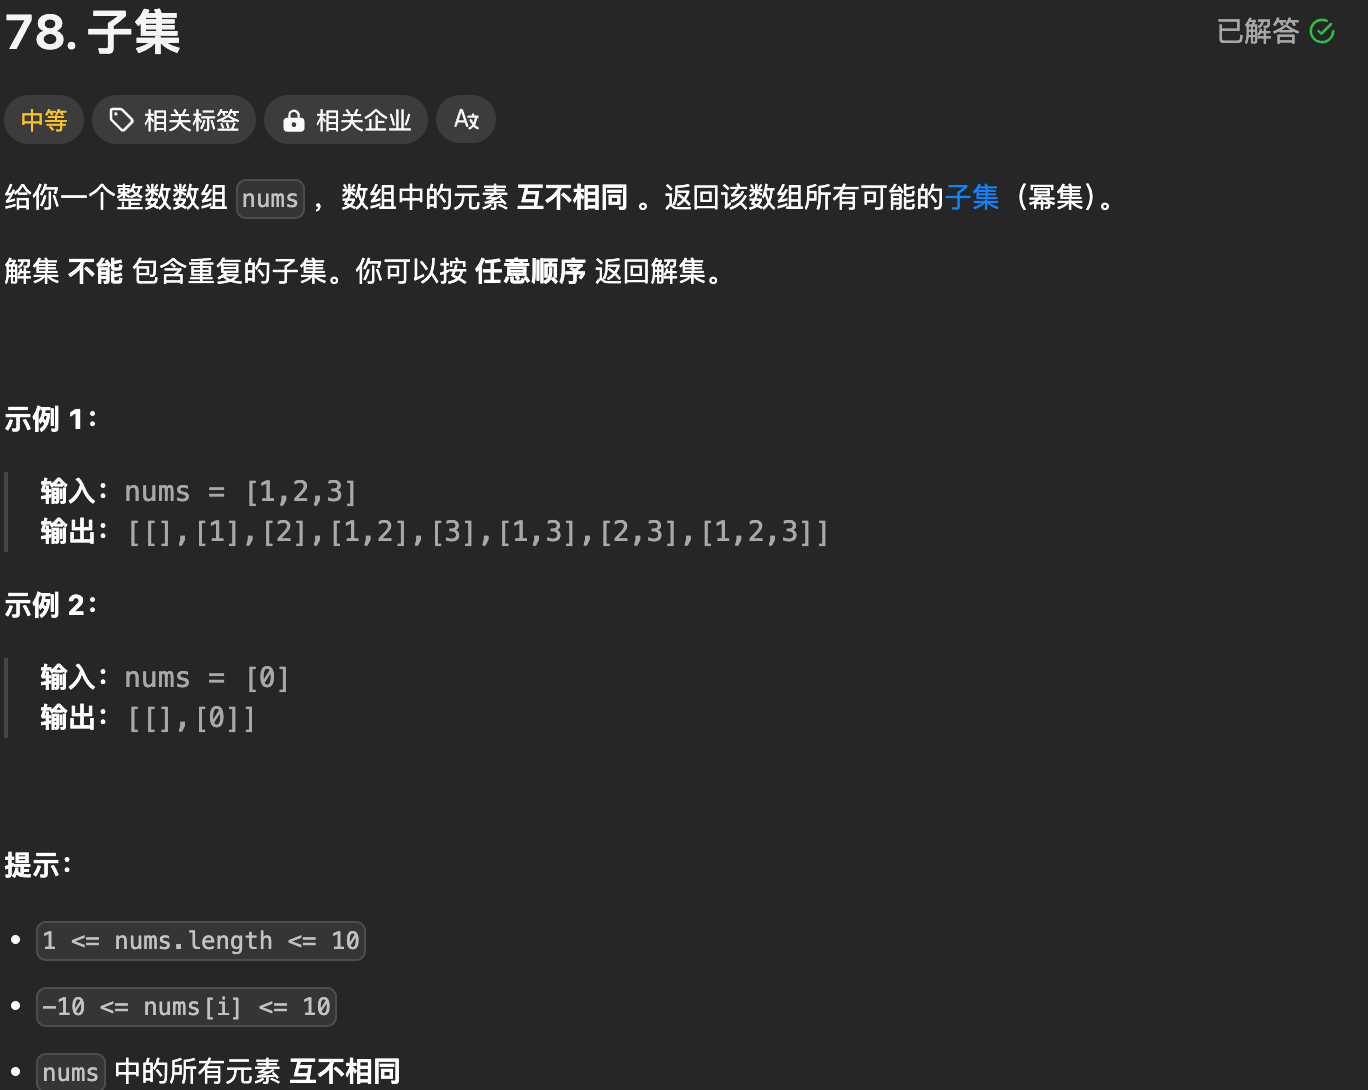 78. 子集
已解答
中等
相关标签
相关企业
给你一个整数数组 nums ，数组中的元素 互不相同 。返回该数组所有可能的子集（幂集）。
解集 不能 包含重复的子集。你可以按 任意顺序 返回解集。
示例 1：
输入：nums = [1,2,3]
输出：[[],[1],[2],[1,2],[3],[1,3],[2,3],[1,2,3]]
示例 2：
输入：nums = [0]
输出：[[],[0]]
提示：
• 1 <= nums.length <= 10
• -10 <= nums[i] <= 10
• nums 中的所有元素 互不相同